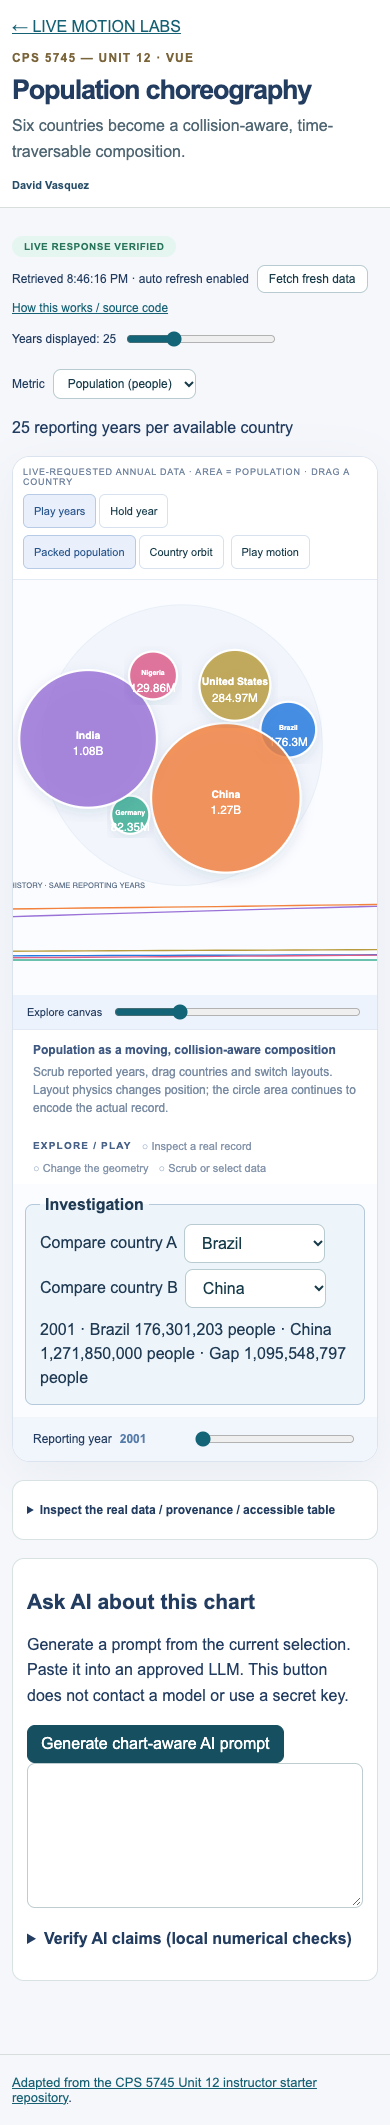 ← LIVE MOTION LABS
CPS 5745 — UNIT 12 · VUE
Population choreography
Six countries become a collision-aware, time-
traversable composition.
David Vasquez
LIVE RESPONSE VERIFIED
Retrieved 8:46:16 PM · auto refresh enabled
Fetch fresh data
How this works / source code
Years displayed: 25
Metric
Population (people)
25 reporting years per available country
LIVE-REQUESTED ANNUAL DATA · AREA = POPULATION · DRAG A
COUNTRY
Play years
Hold year
Packed population
Country orbit
Play motion
Nigeria
129.86M
United States
284.97M
Brazil
176.3M
India
1.08B
China
1.27B
Germany
82.35M
HISTORY · SAME REPORTING YEARS
Explore canvas
Population as a moving, collision-aware composition
Scrub reported years, drag countries and switch layouts.
Layout physics changes position; the circle area continues to
encode the actual record.
EXPLORE / PLAY
○ Inspect a real record
○ Change the geometry
○ Scrub or select data
Investigation
Compare country A
Brazil
Compare country B
China
2001 · Brazil 176,301,203 people · China
1,271,850,000 people · Gap 1,095,548,797
people
Reporting year 2001
▶ Inspect the real data / provenance / accessible table
Ask AI about this chart
Generate a prompt from the current selection.
Paste it into an approved LLM. This button
does not contact a model or use a secret key.
Generate chart-aware AI prompt
▶ Verify AI claims (local numerical checks)
Adapted from the CPS 5745 Unit 12 instructor starter
repository.